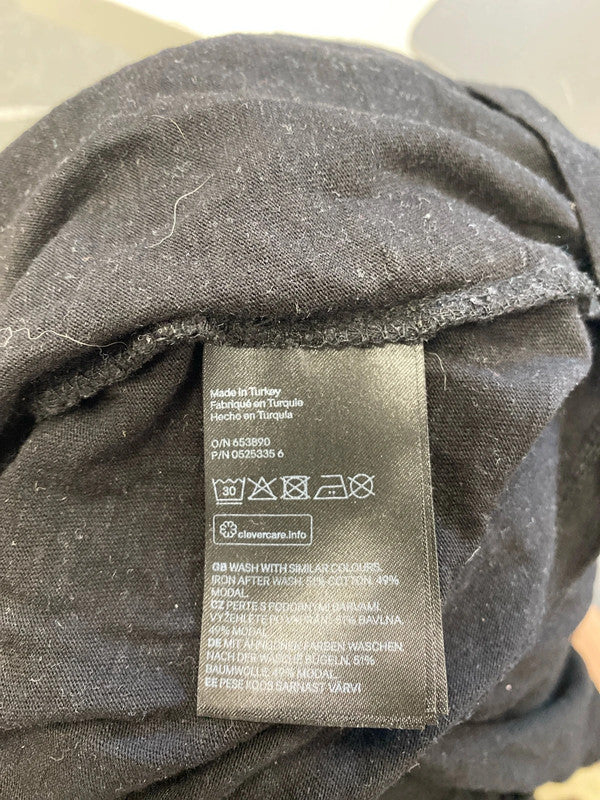 Made in Turkey
Fabriqué en Turquie
Hecho en Turquía
O/N 653890
P/N 0525335 6
30
clevercare.info
GB WASH WITH SIMILAR COLOURS.
IRON AFTER WASH. 51% COTTON, 49%
MODAL.
CZ PERTE S PODOBNÝMI BARVAMI.
VYŽEHLETE PO VYPRÁNÍ. 51% BAVLNA,
49% MODAL.
DE MIT ÄHNLICHEN FARBEN WASCHEN.
NACH DER WÄSCHE BÜGELN. 51%
BAUMWOLLE, 49% MODAL.
EE PESE KOOS SARNAST VÄRVI